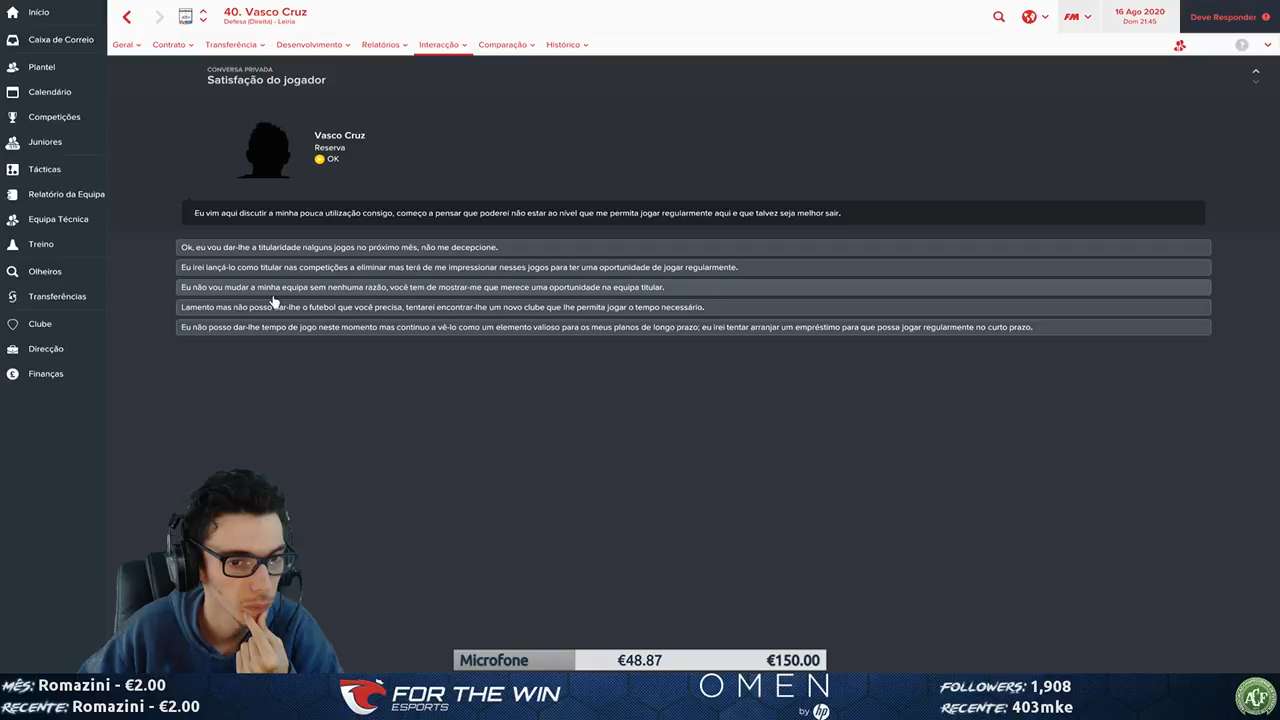 Início
Caixa de Correio
Plantel
Calendário
Competições
Juniores
Tácticas
Relatório da Equipa
Equipa Técnica
Treino
Olheiros
Transferências
Clube
Direcção
Finanças
40. Vasco Cruz
Defesa (Direita) - Leiria
FM
16 Ago 2020
Dom 21:45
Deve Responder
Geral
Contrato
Transferência
Desenvolvimento
Relatórios
Interacção
Comparação
Histórico
CONVERSA PRIVADA
Satisfação do jogador
Vasco Cruz
Reserva
OK
Eu vim aqui discutir a minha pouca utilização consigo, começo a pensar que poderei não estar ao nível que me permita jogar regularmente aqui e que talvez seja melhor sair.
Ok, eu vou dar-lhe a titularidade nalguns jogos no próximo mês, não me decepcione.
Eu irei lançá-lo como titular nas competições a eliminar mas terá de me impressionar nesses jogos para ter uma oportunidade de jogar regularmente.
Eu não vou mudar a minha equipa sem nenhuma razão, você tem de mostrar-me que merece uma oportunidade na equipa titular.
Lamento mas não posso dar-lhe o futebol que você precisa, tentarei encontrar-lhe um novo clube que lhe permita jogar o tempo necessário.
Eu não posso dar-lhe tempo de jogo neste momento mas continuo a vê-lo como um elemento valioso para os meus planos de longo prazo; eu irei tentar arranjar um empréstimo para que possa jogar regularmente no curto prazo.
Microfone €48.87 €150.00
MÊS: Romazini - €2.00
RECENTE: Romazini - €2.00
FOR THE WIN
ESPORTS
OMEN
by hp
FOLLOWERS: 1,908
RECENTE: 403mke
ACF